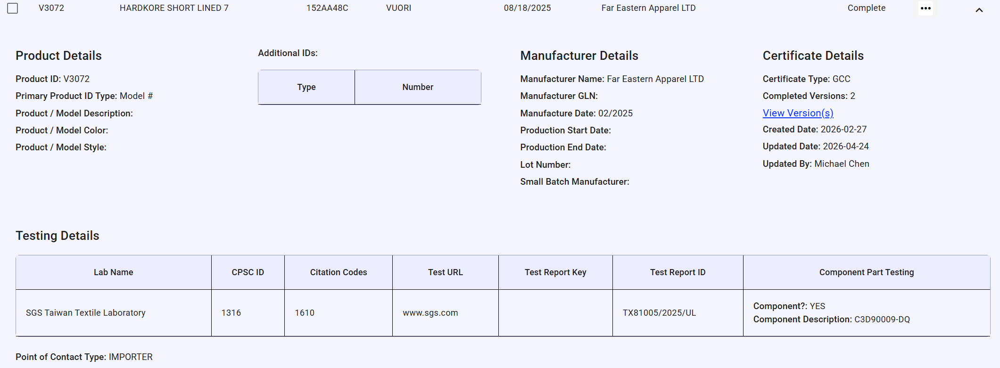 V3072 HARDKORE SHORT LINED 7 152AA48C VUORI 08/18/2025 Far Eastern Apparel LTD Complete
Product Details
Product ID: V3072
Primary Product ID Type: Model #
Product / Model Description:
Product / Model Color:
Product / Model Style:
Additional IDs:
Type Number
Manufacturer Details
Manufacturer Name: Far Eastern Apparel LTD
Manufacturer GLN:
Manufacture Date: 02/2025
Production Start Date:
Production End Date:
Lot Number:
Small Batch Manufacturer:
Certificate Details
Certificate Type: GCC
Completed Versions: 2
View Version(s)
Created Date: 2026-02-27
Updated Date: 2026-04-24
Updated By: Michael Chen
Testing Details
Lab Name CPSC ID Citation Codes Test URL Test Report Key Test Report ID Component Part Testing
SGS Taiwan Textile Laboratory 1316 1610 www.sgs.com TX81005/2025/UL Component?: YES
Component Description: C3D90009-DQ
Point of Contact Type: IMPORTER